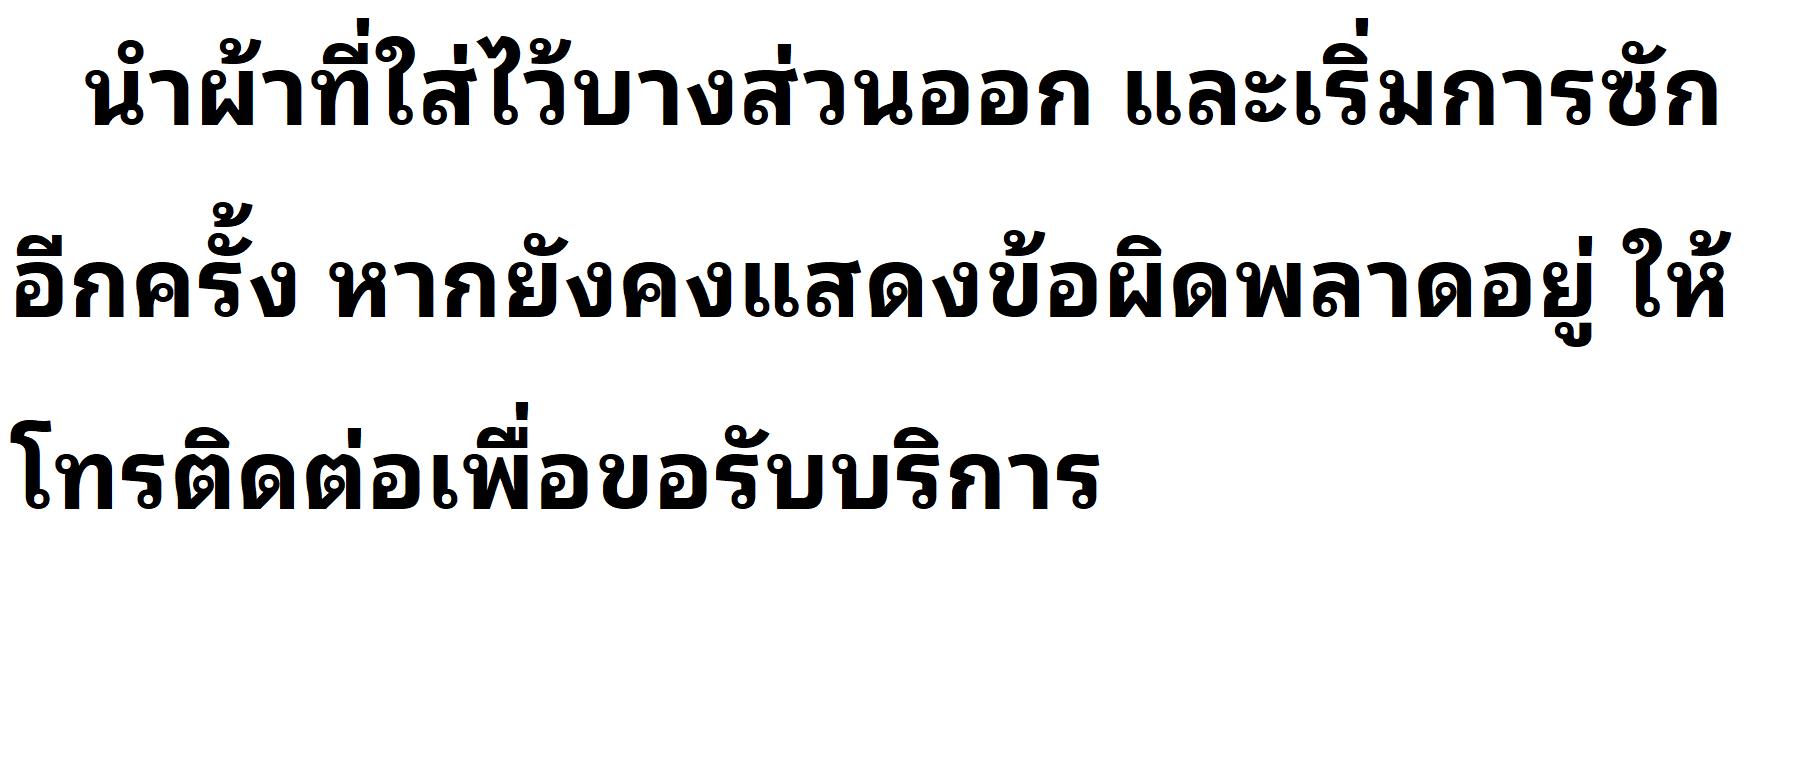 นำผ้าที่ใส่ไว้บางส่วนออก และเริ่มการซัก
อีกครั้ง หากยังคงแสดงข้อผิดพลาดอยู่ ให้
โทรติดต่อเพื่อขอรับบริการ